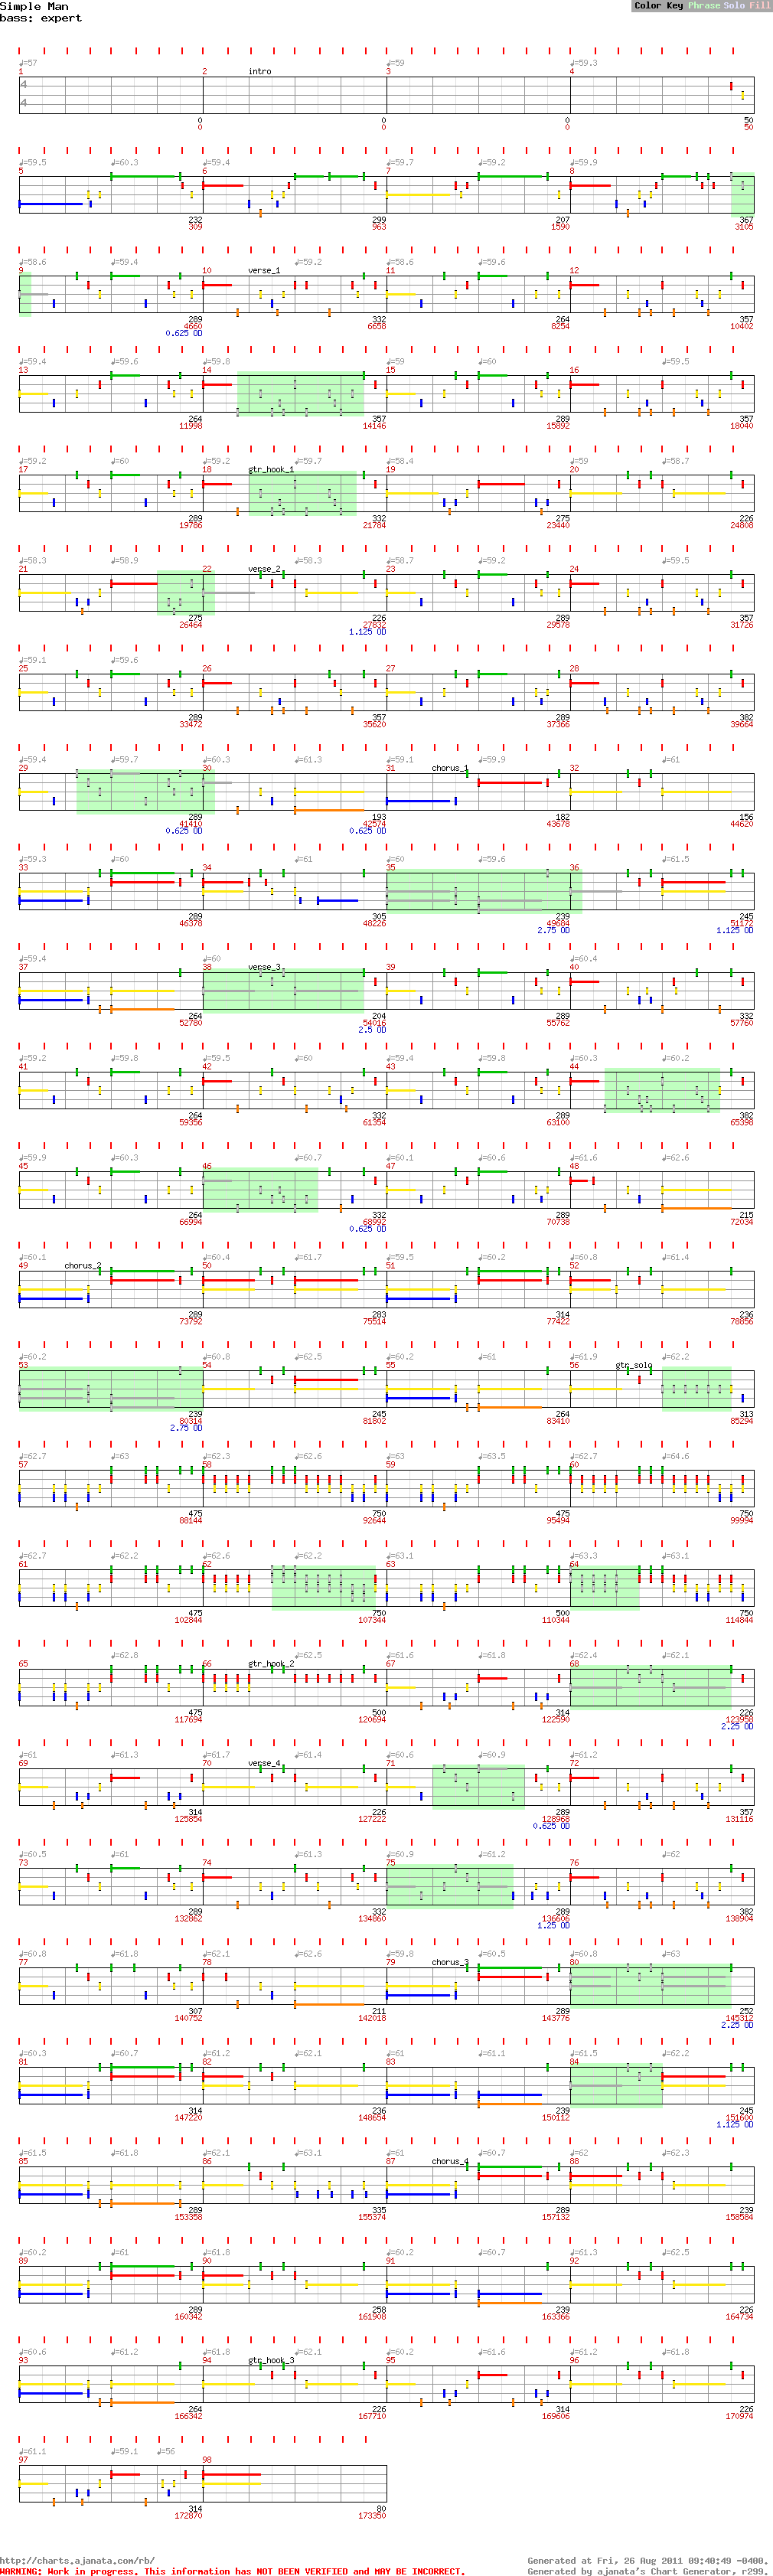 Simple Man
Color Key Phrase Solo Fill
bass: expert
♩=57 ♩=59 ♩=59.3
1 2 intro 3 4
4
4
0 0 0 50
0 0 0 50
♩=59.5 ♩=60.3 ♩=59.4 ♩=59.7 ♩=59.2 ♩=59.9
5 6 7 8
232 299 207 367
309 963 1590 3105
♩=58.6 ♩=59.4 ♩=59.2 ♩=58.6 ♩=59.6
9 10 verse_1 11 12
289 332 264 357
4660 6658 8254 10402
0.625 OD
♩=59.4 ♩=59.6 ♩=59.8 ♩=59 ♩=60 ♩=59.5
13 14 15 16
264 357 289 357
11998 14146 15892 18040
♩=59.2 ♩=60 ♩=59.2 ♩=59.7 ♩=58.4 ♩=59 ♩=58.7
17 18 gtr_hook_1 19 20
289 332 275 226
19786 21784 23440 24808
♩=58.3 ♩=58.9 ♩=58.3 ♩=58.7 ♩=59.2 ♩=59.5
21 22 verse_2 23 24
275 226 289 357
26464 27832 29578 31726
1.125 OD
♩=59.1 ♩=59.6
25 26 27 28
289 357 289 382
33472 35620 37366 39664
♩=59.4 ♩=59.7 ♩=60.3 ♩=61.3 ♩=59.1 ♩=59.9 ♩=61
29 30 31 chorus_1 32
289 193 182 156
41410 42574 43678 44620
0.625 OD 0.625 OD
♩=59.3 ♩=60 ♩=61 ♩=60 ♩=59.6 ♩=61.5
33 34 35 36
289 305 239 245
46378 48226 49684 51172
2.75 OD 1.125 OD
♩=59.4 ♩=60 ♩=60.4
37 38 verse_3 39 40
264 204 289 332
52780 54016 55762 57760
2.5 OD
♩=59.2 ♩=59.8 ♩=59.5 ♩=60 ♩=59.4 ♩=59.8 ♩=60.3 ♩=60.2
41 42 43 44
264 332 289 382
59356 61354 63100 65398
♩=59.9 ♩=60.3 ♩=60.7 ♩=60.1 ♩=60.6 ♩=61.6 ♩=62.6
45 46 47 48
264 332 289 215
66994 68992 70738 72034
0.625 OD
♩=60.1 ♩=60.3 ♩=60.4 ♩=61.7 ♩=59.5 ♩=60.2 ♩=60.8 ♩=61.4
49 chorus_2 50 51 52
289 283 314 236
73792 75514 77422 78856
♩=60.2 ♩=60.8 ♩=62.5 ♩=60.2 ♩=61 ♩=61.9 ♩=62.2
53 54 55 56 gtr_solo
239 245 264 313
80314 81802 83410 85294
2.75 OD
♩=62.7 ♩=63 ♩=62.3 ♩=62.6 ♩=63 ♩=63.5 ♩=62.7 ♩=64.6
57 58 59 60
475 750 475 750
88144 92644 95494 99994
♩=62.7 ♩=62.2 ♩=62.6 ♩=62.2 ♩=63.1 ♩=63.3 ♩=63.1
61 62 63 64
475 750 500 750
102844 107344 110344 114844
♩=62.8 ♩=62.5 ♩=61.6 ♩=61.8 ♩=62.4 ♩=62.1
65 66 gtr_hook_2 67 68
475 500 314 226
117694 120694 122590 123958
2.25 OD
♩=61 ♩=61.3 ♩=61.7 ♩=61.4 ♩=60.6 ♩=60.9 ♩=61.2
69 70 verse_4 71 72
314 226 289 357
125854 127222 128968 131116
0.625 OD
♩=60.5 ♩=61 ♩=61.3 ♩=60.9 ♩=61.2 ♩=62
73 74 75 76
289 332 289 382
132862 134860 136606 138904
1.25 OD
♩=60.8 ♩=61.8 ♩=62.1 ♩=62.6 ♩=59.8 ♩=60.5 ♩=60.8 ♩=63
77 78 79 chorus_3 80
307 211 289 252
140752 142018 143776 145312
2.25 OD
♩=60.3 ♩=60.7 ♩=61.2 ♩=62.1 ♩=61 ♩=61.1 ♩=61.5 ♩=62.2
81 82 83 84
314 236 239 245
147220 148654 150112 151600
1.125 OD
♩=61.5 ♩=61.8 ♩=62.1 ♩=63.1 ♩=61 ♩=60.7 ♩=62 ♩=62.3
85 86 87 chorus_4 88
289 335 289 239
153358 155374 157132 158584
♩=60.2 ♩=61 ♩=61.8 ♩=60.2 ♩=60.7 ♩=61.3 ♩=62.5
89 90 91 92
289 258 239 226
160342 161908 163366 164734
♩=60.6 ♩=61.2 ♩=61.8 ♩=62.1 ♩=60.2 ♩=61.6 ♩=61.2 ♩=61.8
93 94 gtr_hook_3 95 96
264 226 314 226
166342 167710 169606 170974
♩=61.1 ♩=59.1 ♩=56
97 98
314 80
172870 173350
http://charts.ajanata.com/rb/
Generated at Fri, 26 Aug 2011 09:40:49 -0400.
WARNING: Work in progress. This information has NOT BEEN VERIFIED and MAY BE INCORRECT.
Generated by ajanata's Chart Generator, r299.